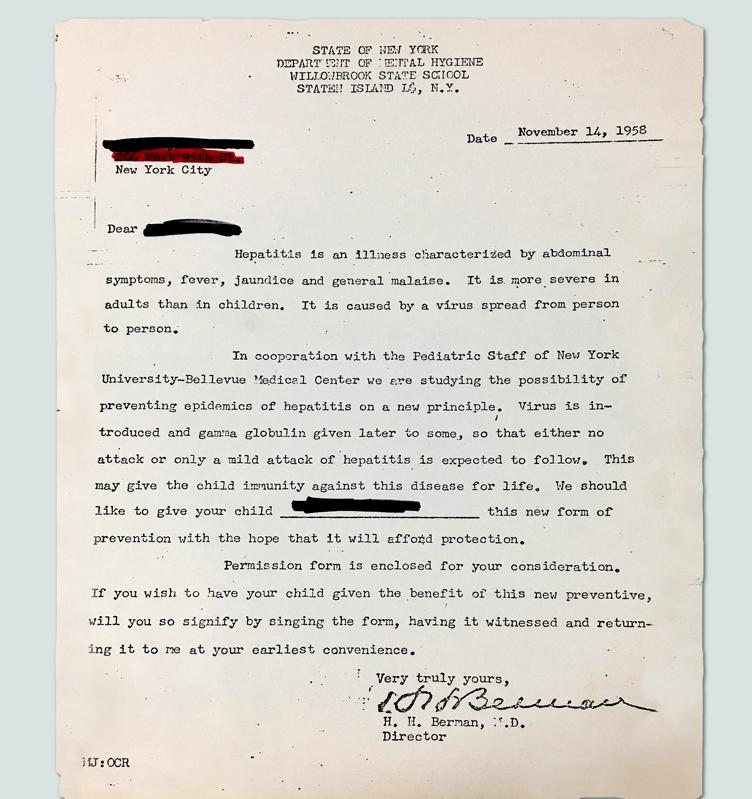 STATE OF NEW YORK
DEPARTMENT OF MENTAL HYGIENE
WILLOWBROOK STATE SCHOOL
STATEN ISLAND N.Y.
Date November 14, 1958
New York City
Dear
Hepatitis is an illness characterized by abdominal
symptoms, fever, jaundice and general malaise. It is more severe in
adults than in children. It is caused by a virus spread from person
to person.
In cooperation with the Pediatric Staff of New York
University-Bellevue Medical Center we are studying the possibility of
preventing epidemics of hepatitis on a new principle. Virus is in-
troduced and gamma globulin given later to some, so that either no
attack or only a mild attack of hepatitis is expected to follow. This
may give the child immunity against this disease for life. We should
like to give your child this new form of
prevention with the hope that it will afford protection.
Permission form is enclosed for your consideration.
If you wish to have your child given the benefit of this new preventive,
will you so signify by singing the form, having it witnessed and return-
ing it to me at your earliest convenience.
Very truly yours,
H. H. Berman
H. H. Berman, M.D.
Director
:OCR